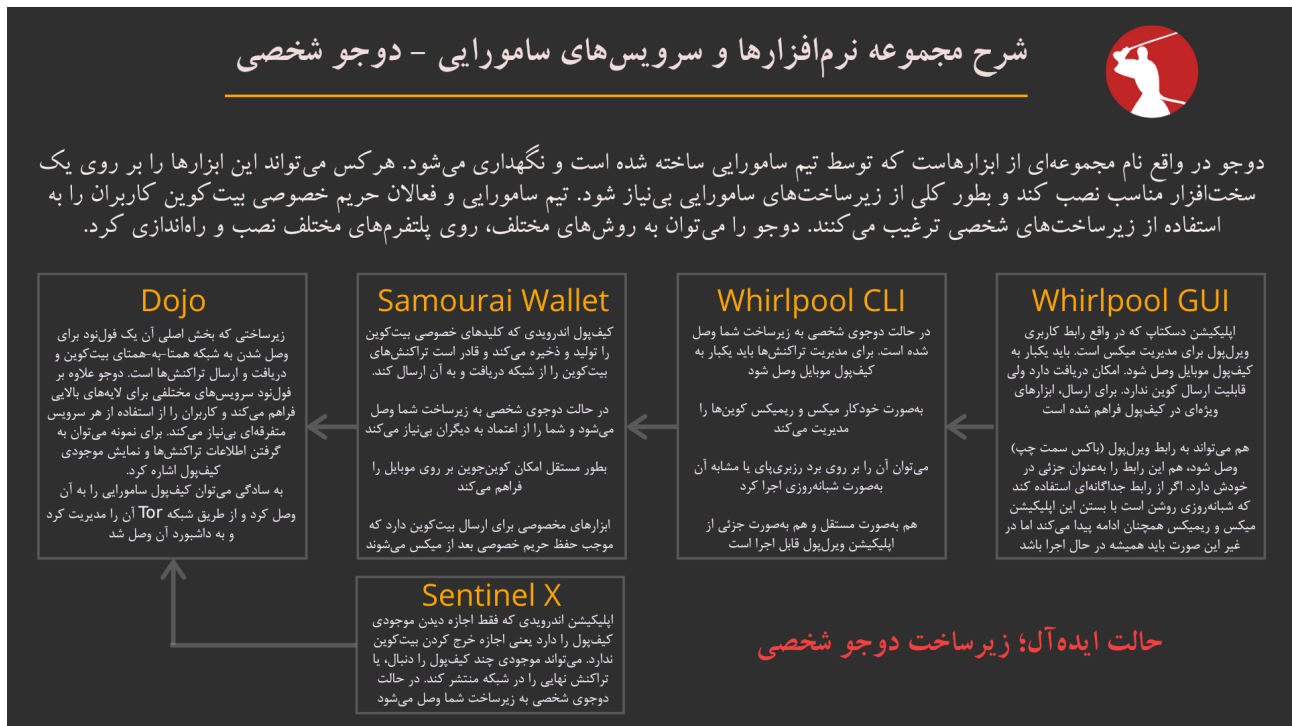 شرح مجموعه نرم‌افزارها و سرویس‌های سامورایی – دوجو شخصی
دوجو در واقع نام مجموعه‌ای از ابزارهاست که توسط تیم سامورایی ساخته شده است و نگهداری می‌شود. هرکس می‌تواند این ابزارها را بر روی یک
سخت‌افزار مناسب نصب کند و بطور کلی از زیرساخت‌های سامورایی بی‌نیاز شود. تیم سامورایی و فعالان حریم خصوصی بیت‌کوین کاربران را به
استفاده از زیرساخت‌های شخصی ترغیب می‌کنند. دوجو را می‌توان به روش‌های مختلف، روی پلتفرم‌های مختلف نصب و راه‌اندازی کرد.
Whirlpool GUI
اپلیکیشن دسکتاپ که در واقع رابط کاربری
ویرل‌پول برای مدیریت میکس است. باید یکبار به
کیف‌پول موبایل وصل شود. امکان دریافت دارد ولی
قابلیت ارسال کوین ندارد. برای ارسال، ابزارهای
ویژه‌ای در کیف‌پول فراهم شده است
هم می‌تواند به رابط ویرل‌پول (باکس سمت چپ)
وصل شود، هم این رابط را به‌عنوان جزئی در
خودش دارد. اگر از رابط جداگانه‌ای استفاده کند
که شبانه‌روزی روشن است با بستن این اپلیکیشن
میکس و ریمیکس همچنان ادامه پیدا می‌کند اما در
غیر این صورت باید همیشه در حال اجرا باشد
Whirlpool CLI
در حالت دوجوی شخصی به زیرساخت شما وصل
شده است. برای مدیریت تراکنش‌ها باید یکبار به
کیف‌پول موبایل وصل شود
به‌صورت خودکار میکس و ریمیکس کوین‌ها را
مدیریت می‌کند
می‌توان آن را بر روی برد رزبری‌پای یا مشابه آن
به‌صورت شبانه‌روزی اجرا کرد
هم به‌صورت مستقل و هم به‌صورت جزئی از
اپلیکیشن ویرل‌پول قابل اجرا است
Samourai Wallet
کیف‌پول اندرویدی که کلیدهای خصوصی بیت‌کوین
را تولید و ذخیره می‌کند و قادر است تراکنش‌های
بیت‌کوین را از شبکه دریافت و به آن ارسال کند.
در حالت دوجوی شخصی به زیرساخت شما وصل
می‌شود و شما را از اعتماد به دیگران بی‌نیاز می‌کند
بطور مستقل امکان کوین‌جوین بر روی موبایل را
فراهم می‌کند
ابزارهای مخصوصی برای ارسال بیت‌کوین دارد که
موجب حفظ حریم خصوصی بعد از میکس می‌شوند
Dojo
زیرساختی که بخش اصلی آن یک فول‌نود برای
وصل شدن به شبکه همتا-به-همتای بیت‌کوین و
دریافت و ارسال تراکنش‌ها است. دوجو علاوه بر
فول‌نود سرویس‌های مختلفی برای لایه‌های بالایی
فراهم می‌کند و کاربران را از استفاده از هر سرویس
متفرقه‌ای بی‌نیاز می‌کند. برای نمونه می‌توان به
گرفتن اطلاعات تراکنش‌ها و نمایش موجودی
کیف‌پول اشاره کرد.
به سادگی می‌توان کیف‌پول سامورایی را به آن
وصل کرد و از طریق شبکه Tor آن را مدیریت کرد
و به داشبورد آن وصل شد
Sentinel X
اپلیکیشن اندرویدی که فقط اجازه دیدن موجودی
کیف‌پول را دارد یعنی اجازه خرج کردن بیت‌کوین
ندارد. می‌تواند موجودی چند کیف‌پول را دنبال، یا
تراکنش نهایی را در شبکه منتشر کند. در حالت
دوجوی شخصی به زیرساخت شما وصل می‌شود
حالت ایده‌آل؛ زیرساخت دوجو شخصی